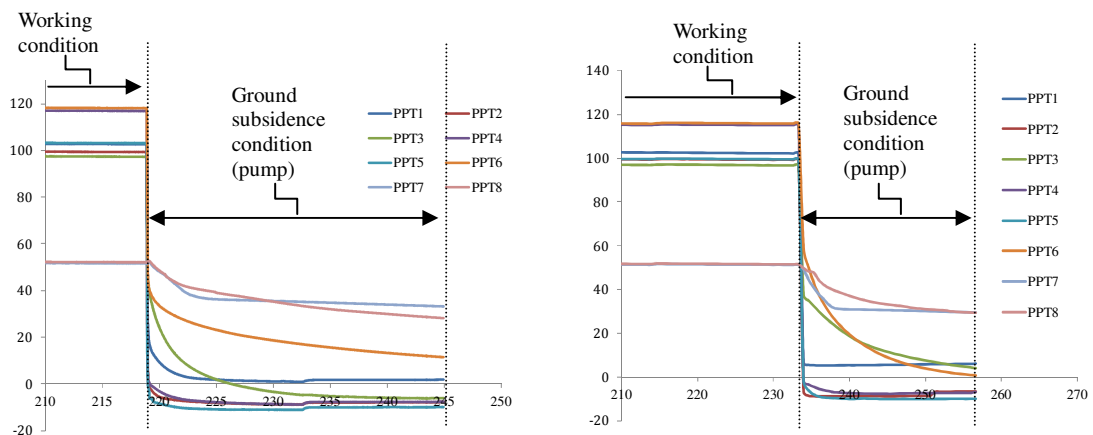 Working
condition
120
100
80
60
40
20
0
-20
210 215 220 225 230 235 240 245 250
Ground
subsidence
condition
(pump)
PPT1 PPT2
PPT3 PPT4
PPT5 PPT6
PPT7 PPT8
Working
condition
140
120
100
80
60
40
20
0
-20
210 220 230 240 250 260 270
Ground
subsidence
condition
(pump)
PPT1
PPT2
PPT3
PPT4
PPT5
PPT6
PPT7
PPT8